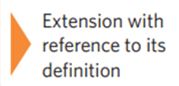 Extension with
reference to its
definition